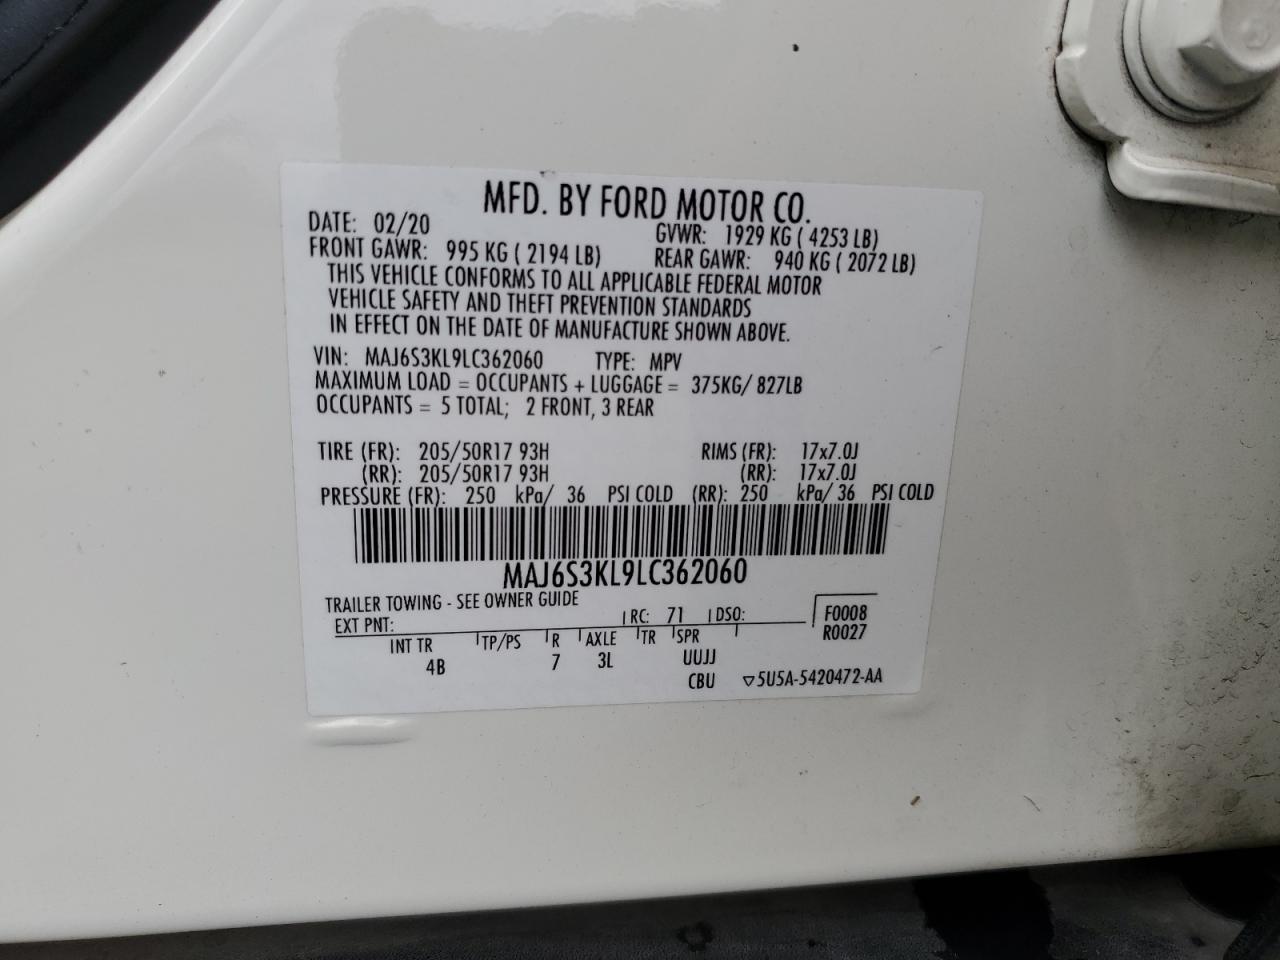 MFD. BY FORD MOTOR CO.
DATE: 02/20 GVWR: 1929 KG ( 4253 LB)
FRONT GAWR: 995 KG ( 2194 LB) REAR GAWR: 940 KG ( 2072 LB)
THIS VEHICLE CONFORMS TO ALL APPLICABLE FEDERAL MOTOR
VEHICLE SAFETY AND THEFT PREVENTION STANDARDS
IN EFFECT ON THE DATE OF MANUFACTURE SHOWN ABOVE.
VIN: MAJ6S3KL9LC362060 TYPE: MPV
MAXIMUM LOAD = OCCUPANTS + LUGGAGE = 375KG/ 827LB
OCCUPANTS = 5 TOTAL; 2 FRONT, 3 REAR
TIRE (FR): 205/50R17 93H RIMS (FR): 17x7.0J
(RR): 205/50R17 93H (RR): 17x7.0J
PRESSURE (FR): 250 kPa/ 36 PSI COLD (RR): 250 kPa/ 36 PSI COLD
MAJ6S3KL9LC362060
TRAILER TOWING - SEE OWNER GUIDE
EXT PNT: RC: 71 DSO: F0008
R0027
INT TR TP/PS R AXLE TR SPR
4B 7 3L UUJJ
CBU ▽5U5A-5420472-AA